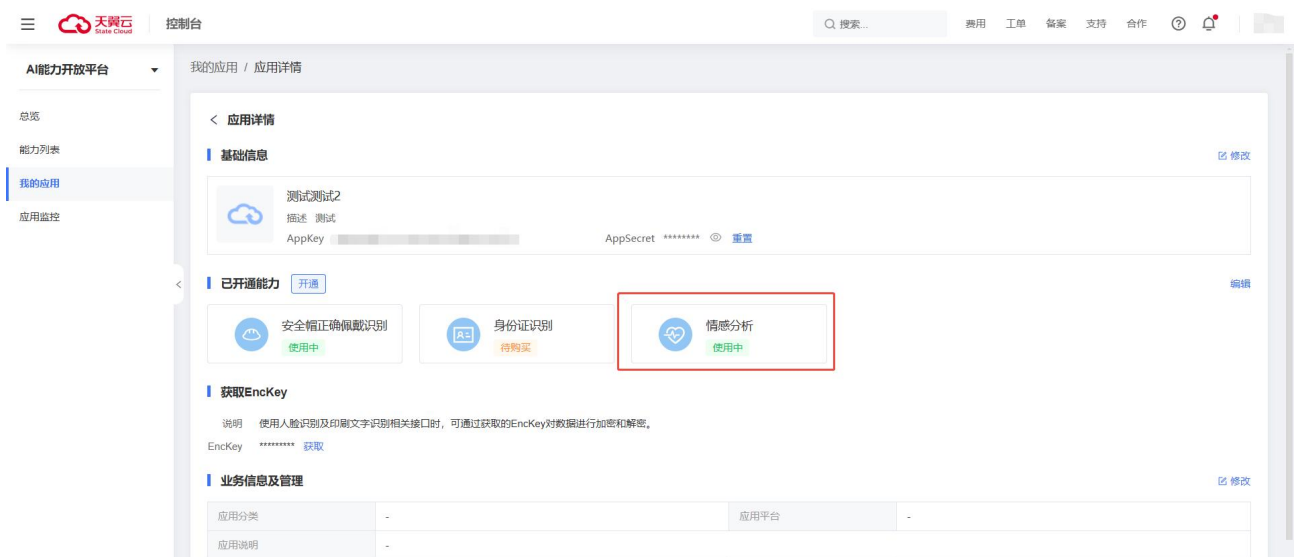 天翼云 State Cloud 控制台 搜索... 费用 工单 备案 支持 合作
AI能力开放平台
总览
能力列表
我的应用
应用监控
我的应用 / 应用详情
< 应用详情
基础信息 修改
测试测试2
描述 测试
AppKey AppSecret ******** 重置
已开通能力 开通 编辑
安全帽正确佩戴识别 身份证识别 情感分析
使用中 待购买 使用中
获取EncKey
说明 使用人脸识别及印刷文字识别相关接口时，可通过获取的EncKey对数据进行加密和解密。
EncKey ********* 获取
业务信息及管理 修改
应用分类 - 应用平台 -
应用说明 -